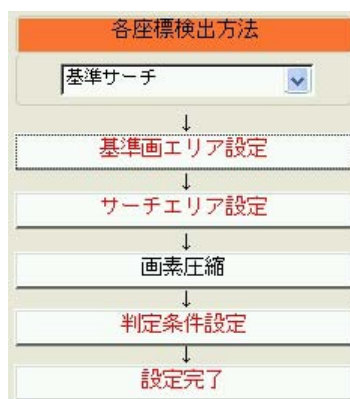 各座標検出方法
基準サーチ
↓
基準画エリア設定
↓
サーチエリア設定
↓
画素圧縮
↓
判定条件設定
↓
設定完了